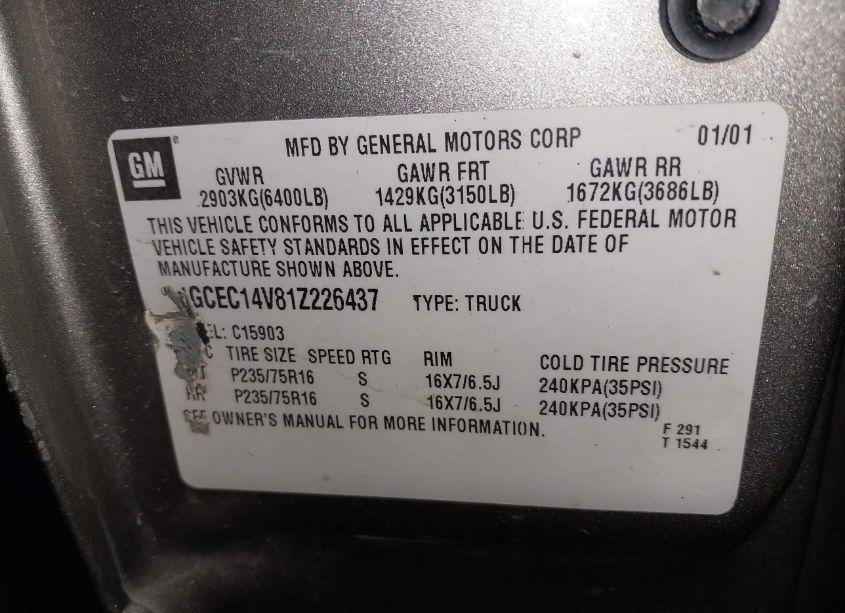 GM
MFD BY GENERAL MOTORS CORP 01/01
GVWR GAWR FRT GAWR RR
2903KG(6400LB) 1429KG(3150LB) 1672KG(3686LB)
THIS VEHICLE CONFORMS TO ALL APPLICABLE U.S. FEDERAL MOTOR
VEHICLE SAFETY STANDARDS IN EFFECT ON THE DATE OF
MANUFACTURE SHOWN ABOVE.
GCEC14V81Z226437 TYPE: TRUCK
EL: C15903
C TIRE SIZE SPEED RTG RIM COLD TIRE PRESSURE
P235/75R16 S 16X7/6.5J 240KPA(35PSI)
RR P235/75R16 S 16X7/6.5J 240KPA(35PSI)
SEE OWNER'S MANUAL FOR MORE INFORMATION.
F 291
T 1544